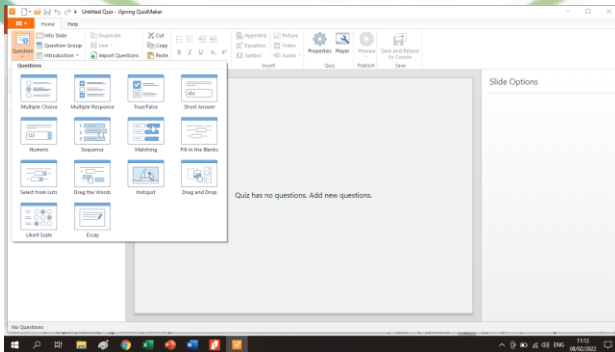 Untitled Quiz - iSpring QuizMaker
Home Help
Question
Info Slide
Question Group
Introduction
Duplicate
Link
Import Questions
Cut
Copy
Paste
B I U
Hyperlink Picture
Equation Video
Symbol Audio
Insert
Properties Player
Quiz
Preview
Publish
Save and Return to Course
Save
Questions
Multiple Choice Multiple Response True/False Short Answer
Numeric Sequence Matching Fill in the Blanks
Select from Lists Drag the Words Hotspot Drag and Drop
Likert Scale Essay
Quiz has no questions. Add new questions.
Slide Options
No Questions
ENG
11:12
08/02/2022